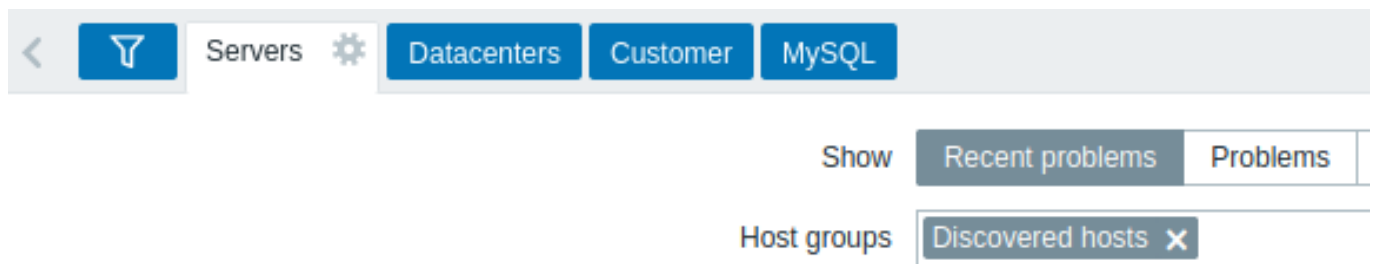 Servers Datacenters Customer MySQL
Show Recent problems Problems
Host groups Discovered hosts